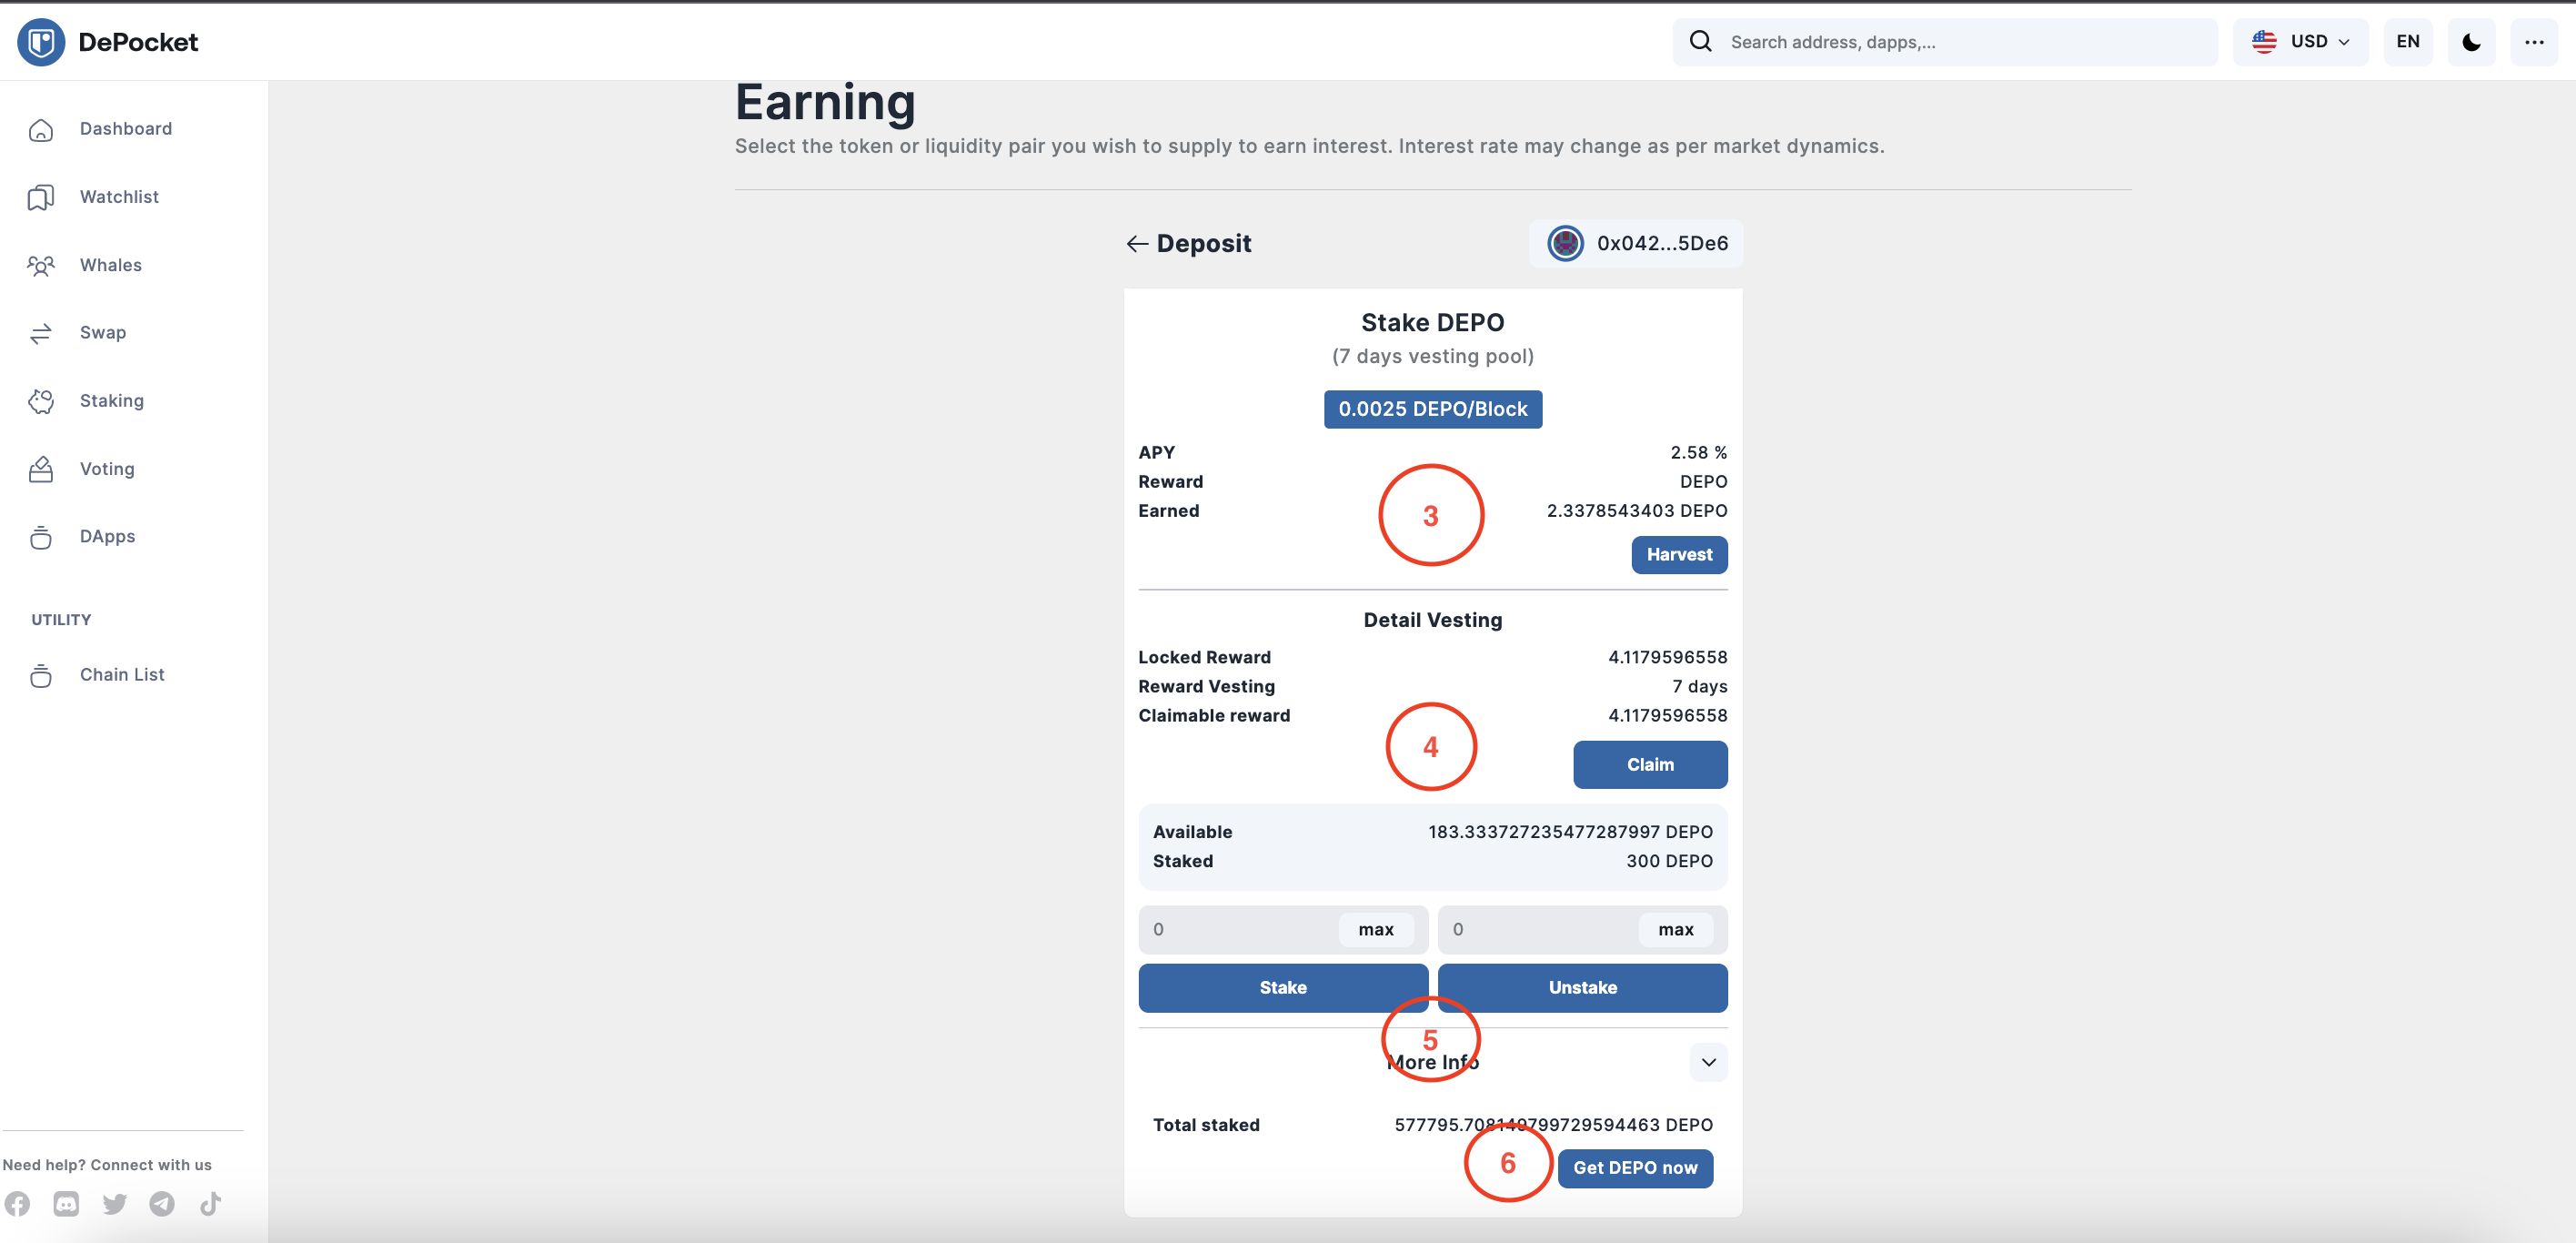 DePocket
Search address, dapps,...
USD
EN
Dashboard
Watchlist
Whales
Swap
Staking
Voting
DApps
UTILITY
Chain List
Need help? Connect with us
Earning
Select the token or liquidity pair you wish to supply to earn interest. Interest rate may change as per market dynamics.
Deposit
0x042...5De6
Stake DEPO
(7 days vesting pool)
0.0025 DEPO/Block
APY 2.58 %
Reward DEPO
Earned 2.3378543403 DEPO
3
Harvest
Detail Vesting
Locked Reward 4.1179596558
Reward Vesting 7 days
Claimable reward 4.1179596558
4
Claim
Available 183.333727235477287997 DEPO
Staked 300 DEPO
0 max 0 max
Stake Unstake
5
More Info
Total staked 577795.708149799729594463 DEPO
6
Get DEPO now